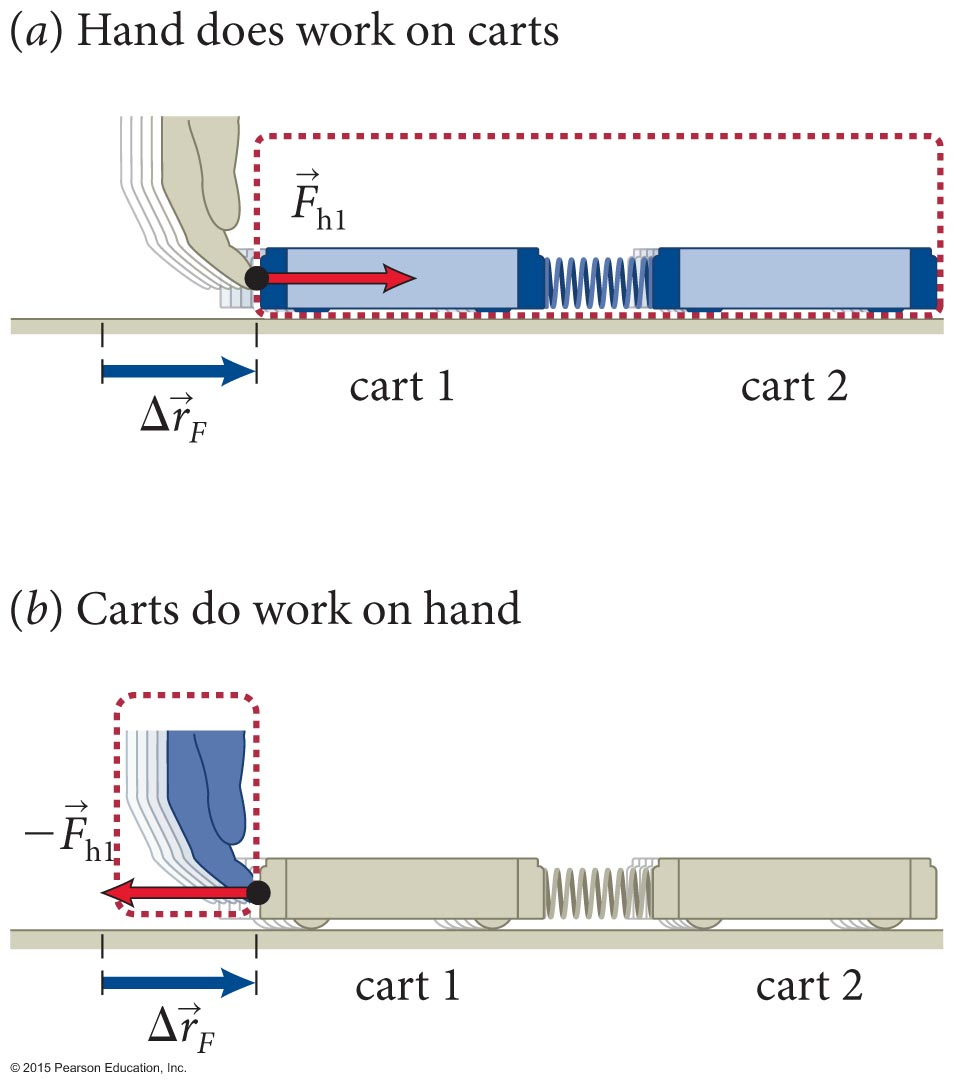 (a) Hand does work on carts
F⃗h1
cart 1
cart 2
Δr⃗F
(b) Carts do work on hand
−F⃗h1
cart 1
cart 2
Δr⃗F
© 2015 Pearson Education, Inc.